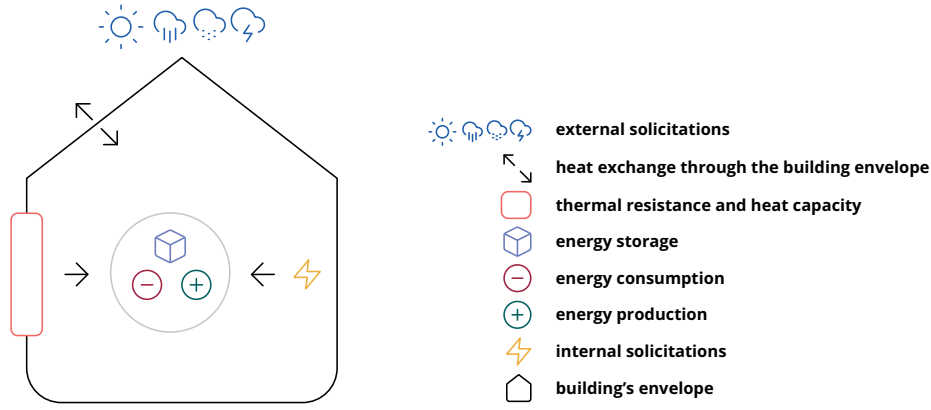 external solicitations
heat exchange through the building envelope
thermal resistance and heat capacity
energy storage
energy consumption
energy production
internal solicitations
building’s envelope